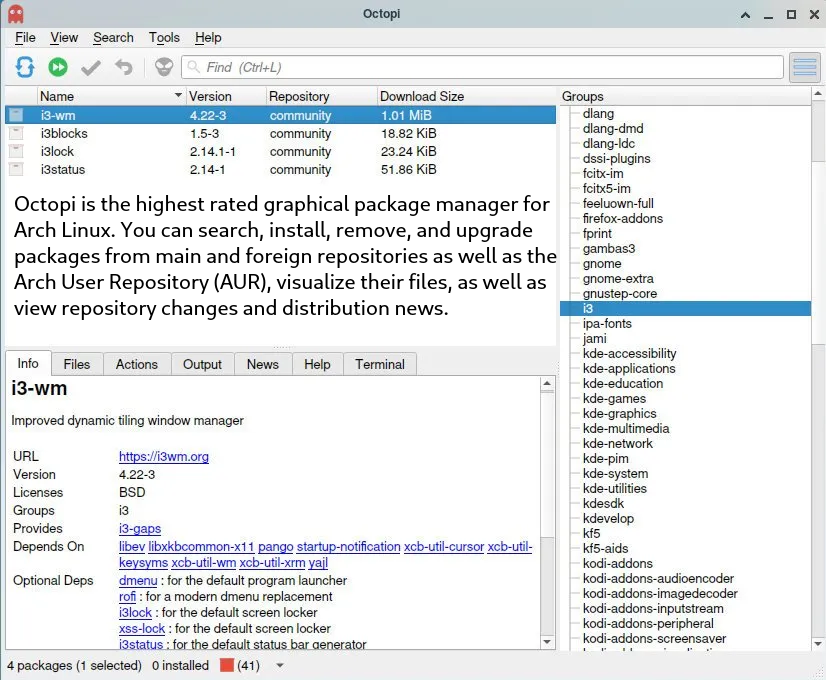 Octopi
File View Search Tools Help
Find (Ctrl+L)
Name Version Repository Download Size
i3-wm 4.22-3 community 1.01 MiB
i3blocks 1.5-3 community 18.82 KiB
i3lock 2.14.1-1 community 23.24 KiB
i3status 2.14-1 community 51.86 KiB
Octopi is the highest rated graphical package manager for
Arch Linux. You can search, install, remove, and upgrade
packages from main and foreign repositories as well as the
Arch User Repository (AUR), visualize their files, as well as
view repository changes and distribution news.
Info Files Actions Output News Help Terminal
i3-wm
Improved dynamic tiling window manager
URL https://i3wm.org
Version 4.22-3
Licenses BSD
Groups i3
Provides i3-gaps
Depends On libev libxkbcommon-x11 pango startup-notification xcb-util-cursor xcb-util-
keysyms xcb-util-wm xcb-util-xrm yajl
Optional Deps dmenu : for the default program launcher
rofi : for a modern dmenu replacement
i3lock : for the default screen locker
xss-lock : for the default screen locker
i3status : for the default status bar generator
Groups
dlang
dlang-dmd
dlang-ldc
dssi-plugins
fcitx-im
fcitx5-im
feeluown-full
firefox-addons
fprint
gambas3
gnome
gnome-extra
gnustep-core
i3
ipa-fonts
jami
kde-accessibility
kde-applications
kde-education
kde-games
kde-graphics
kde-multimedia
kde-network
kde-pim
kde-system
kde-utilities
kdesdk
kdevelop
kf5
kf5-aids
kodi-addons
kodi-addons-audioencoder
kodi-addons-imagedecoder
kodi-addons-inputstream
kodi-addons-peripheral
kodi-addons-screensaver
4 packages (1 selected) 0 installed (41)